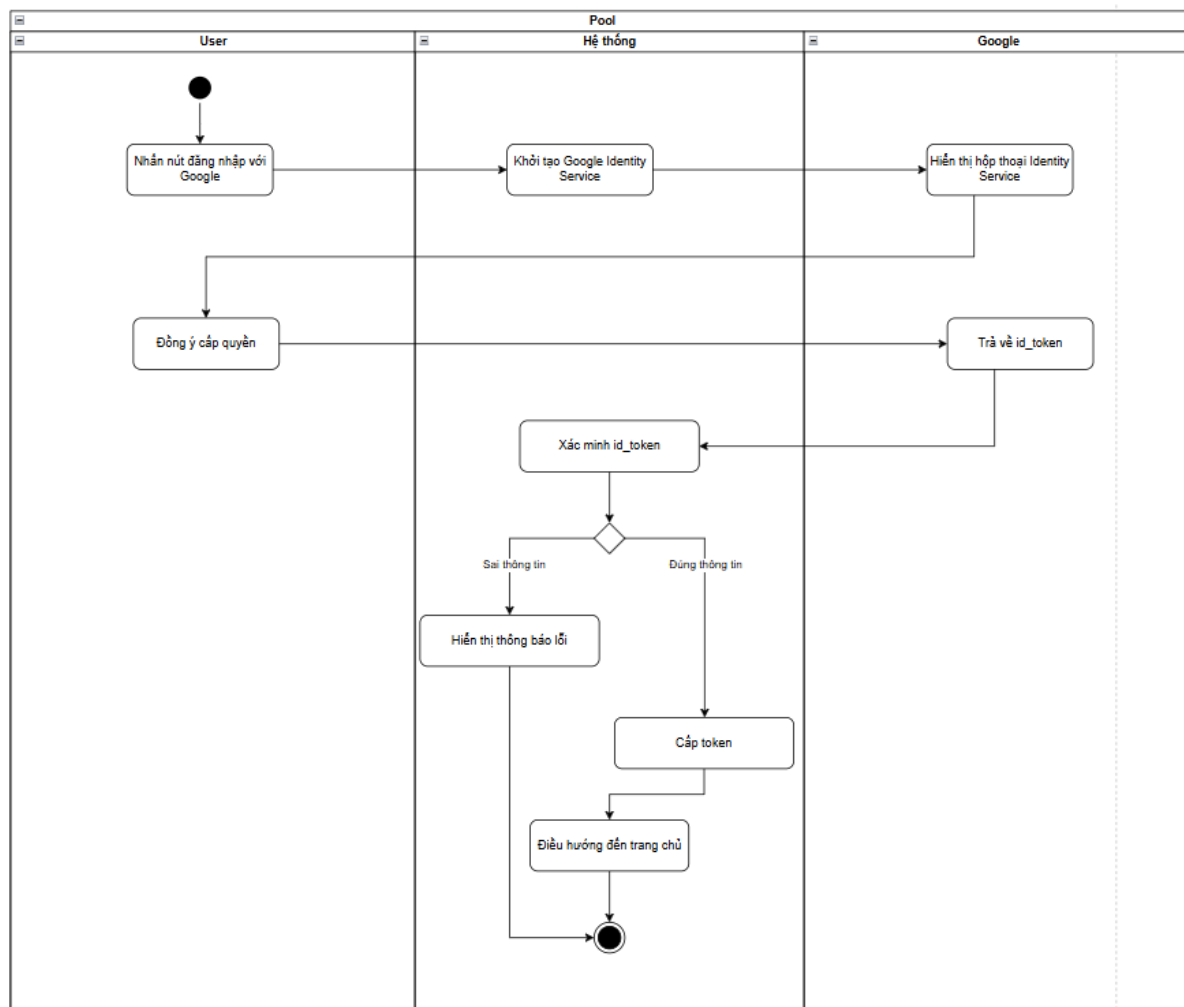 Pool
User
Hệ thống
Google
Nhấn nút đăng nhập với
Google
Khởi tạo Google Identity
Service
Hiển thị hộp thoại Identity
Service
Đồng ý cấp quyền
Trả về id_token
Xác minh id_token
Sai thông tin
Đúng thông tin
Hiển thị thông báo lỗi
Cấp token
Điều hướng đến trang chủ